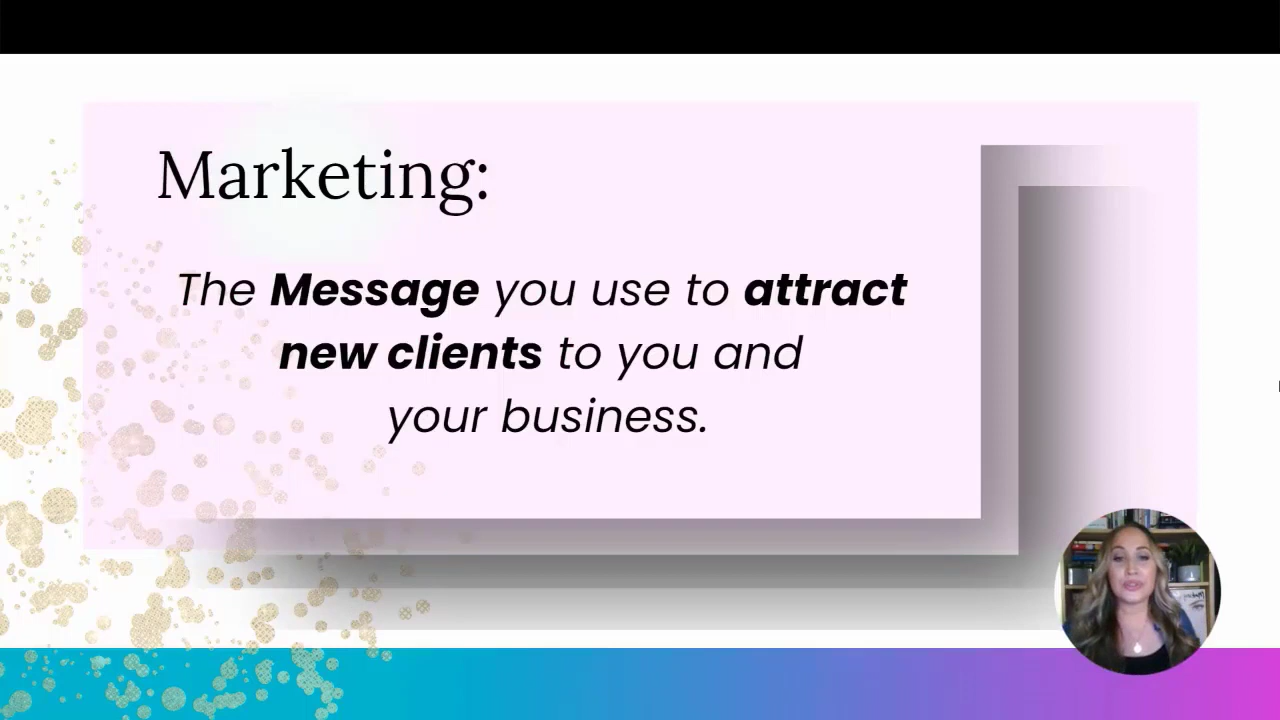 Marketing:
The Message you use to attract
new clients to you and
your business.